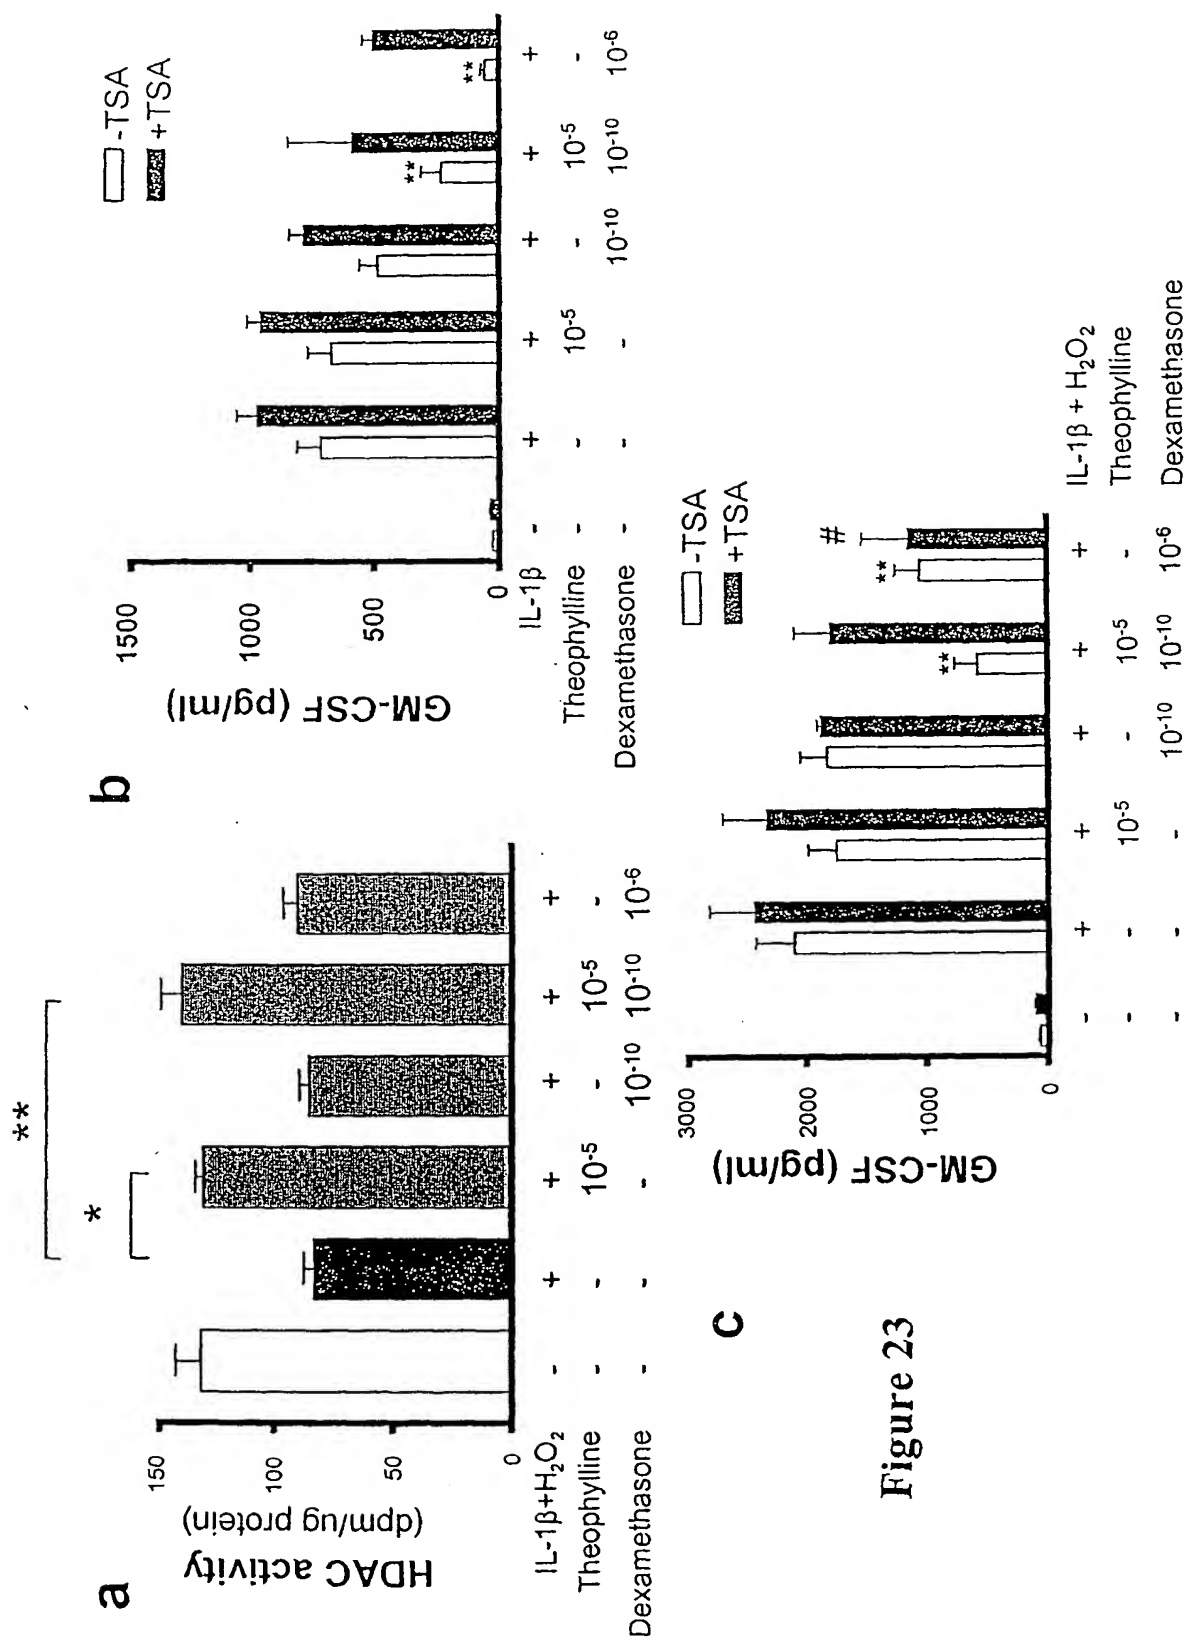 a
HDAC activity
(dpm/ug protein)
150
100
50
0
*
**
IL-1β+H₂O₂ - + + + + +
Theophylline - - 10⁻⁵ - 10⁻⁵ -
Dexamethasone - - - 10⁻¹⁰ 10⁻¹⁰ 10⁻⁶
b
GM-CSF (pg/ml)
1500
1000
500
0
-TSA
+TSA
** **
IL-1β - + + + + +
Theophylline - - 10⁻⁵ - 10⁻⁵ -
Dexamethasone - - - 10⁻¹⁰ 10⁻¹⁰ 10⁻⁶
c
GM-CSF (pg/ml)
3000
2000
1000
0
-TSA
+TSA
** ** #
- + + + + + IL-1β + H₂O₂
- - 10⁻⁵ - 10⁻⁵ - Theophylline
- - - 10⁻¹⁰ 10⁻¹⁰ 10⁻⁶ Dexamethasone
Figure 23